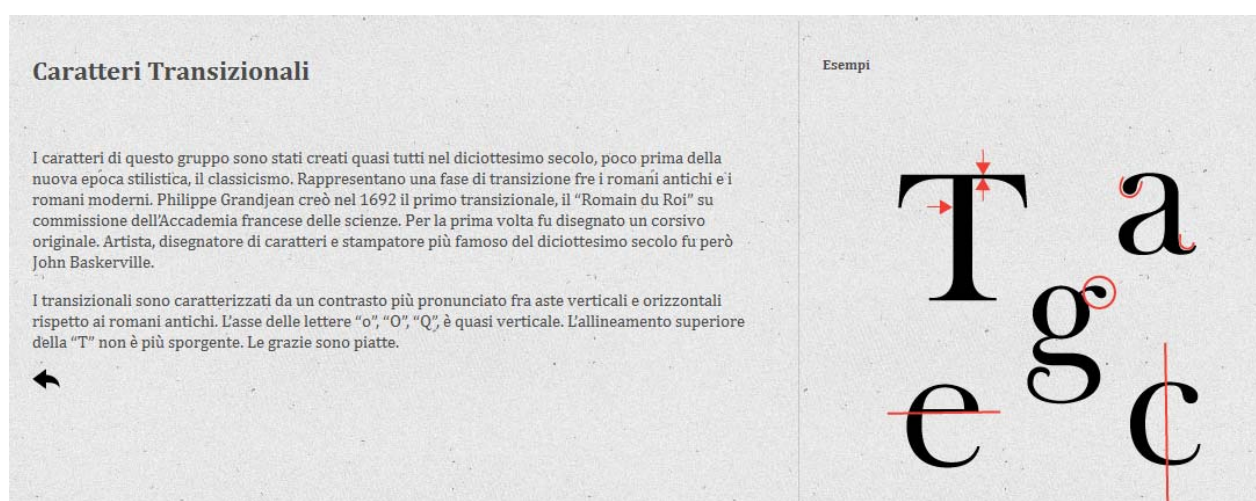 Caratteri Transizionali
I caratteri di questo gruppo sono stati creati quasi tutti nel diciottesimo secolo, poco prima della
nuova epoca stilistica, il classicismo. Rappresentano una fase di transizione fre i romani antichi e i
romani moderni. Philippe Grandjean creò nel 1692 il primo transizionale, il “Romain du Roi” su
commissione dell’Accademia francese delle scienze. Per la prima volta fu disegnato un corsivo
originale. Artista, disegnatore di caratteri e stampatore più famoso del diciottesimo secolo fu però
John Baskerville.
I transizionali sono caratterizzati da un contrasto più pronunciato fra aste verticali e orizzontali
rispetto ai romani antichi. L’asse delle lettere “o”, “O”, “Q”, è quasi verticale. L’allineamento superiore
della “T” non è più sporgente. Le grazie sono piatte.
Esempi
T a
g
e c